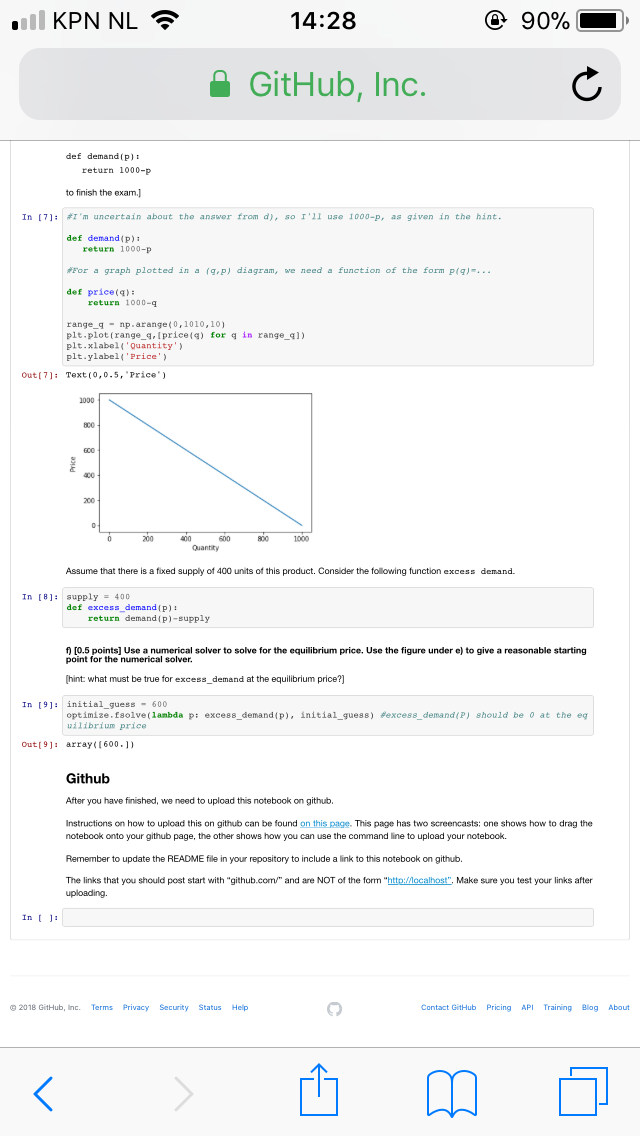 KPN NL 14:28 90%
GitHub, Inc.
def demand(p):
return 1000-p
to finish the exam.]
In [7]: #I'm uncertain about the answer from d), so I'll use 1000-p, as given in the hint.
def demand(p):
return 1000-p
#For a graph plotted in a (q,p) diagram, we need a function of the form p(q)=...
def price(q):
return 1000-q
range_q = np.arange(0,1010,10)
plt.plot(range_q,[price(q) for q in range_q])
plt.xlabel('Quantity')
plt.ylabel('Price')
Out[7]: Text(0,0.5,'Price')
1000
800
600
400
200
0
Price
0 200 400 600 800 1000
Quantity
Assume that there is a fixed supply of 400 units of this product. Consider the following function excess demand.
In [8]: supply = 400
def excess_demand(p):
return demand(p)-supply
f) [0.5 points] Use a numerical solver to solve for the equilibrium price. Use the figure under e) to give a reasonable starting
point for the numerical solver.
[hint: what must be true for excess_demand at the equilibrium price?]
In [9]: initial_guess = 600
optimize.fsolve(lambda p: excess_demand(p), initial_guess) #excess_demand(P) should be 0 at the eq
uilibrium price
Out[9]: array([600.])
Github
After you have finished, we need to upload this notebook on github.
Instructions on how to upload this on github can be found on this page. This page has two screencasts: one shows how to drag the
notebook onto your github page, the other shows how you can use the command line to upload your notebook.
Remember to update the README file in your repository to include a link to this notebook on github.
The links that you should post start with “github.com/” and are NOT of the form “http://localhost”. Make sure you test your links after
uploading.
In [ ]:
© 2018 GitHub, Inc. Terms Privacy Security Status Help Contact GitHub Pricing API Training Blog About